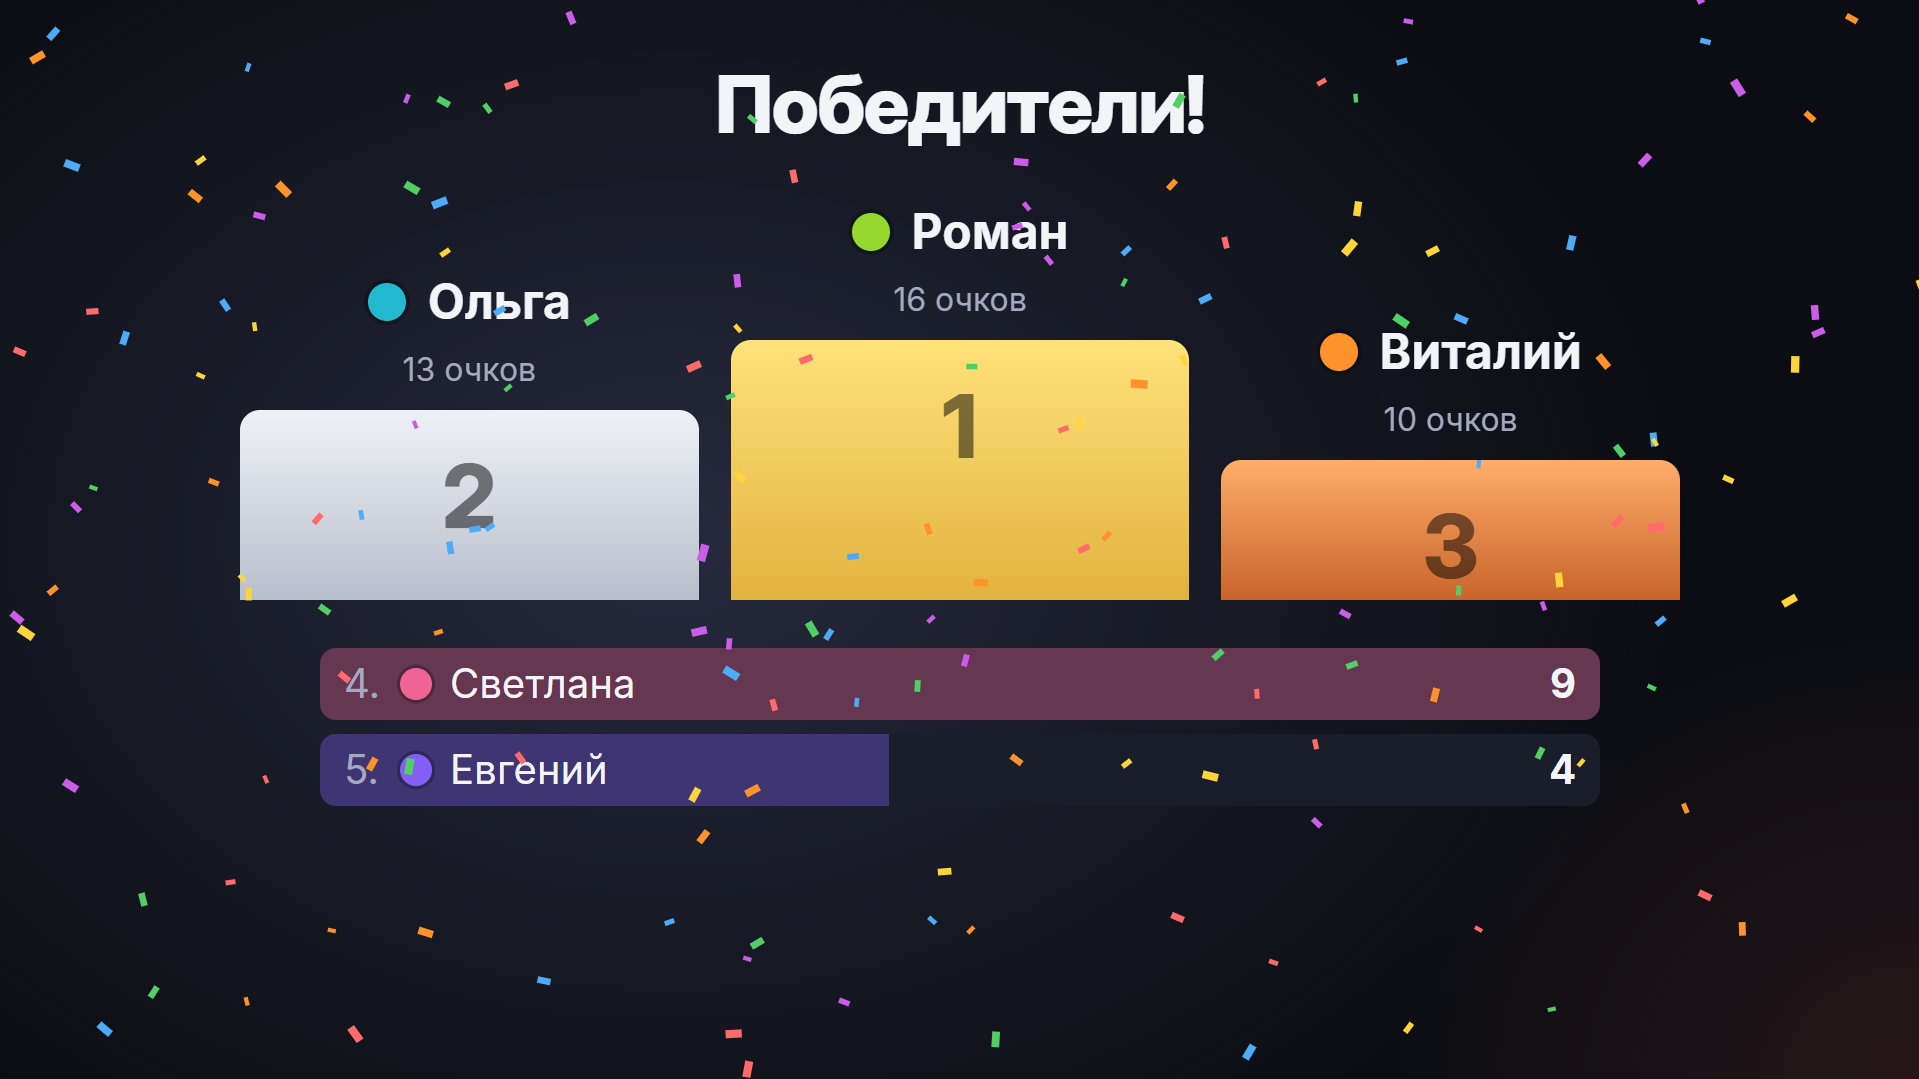 Победители!
Роман
16 очков
Ольга
13 очков
Виталий
10 очков
1
2
3
4. Светлана 9
5. Евгений 4